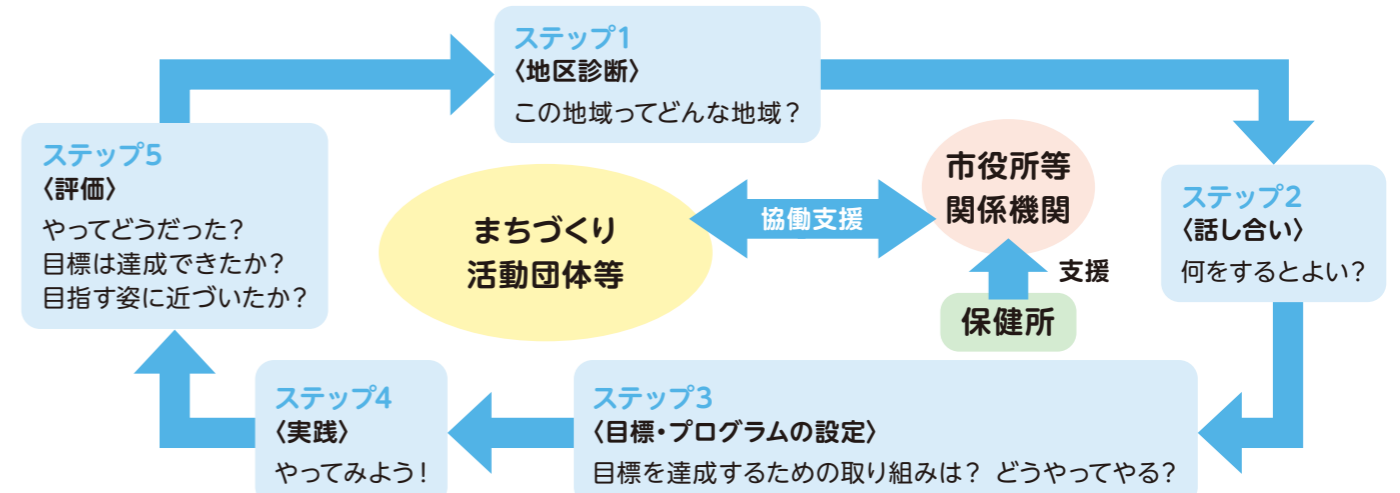 ステップ1
〈地区診断〉
この地域ってどんな地域？
ステップ2
〈話し合い〉
何をするとよい？
ステップ3
〈目標・プログラムの設定〉
目標を達成するための取り組みは？ どうやってやる？
ステップ4
〈実践〉
やってみよう！
ステップ5
〈評価〉
やってどうだった？
目標は達成できたか？
目指す姿に近づいたか？
まちづくり
活動団体等
協働支援
市役所等
関係機関
支援
保健所